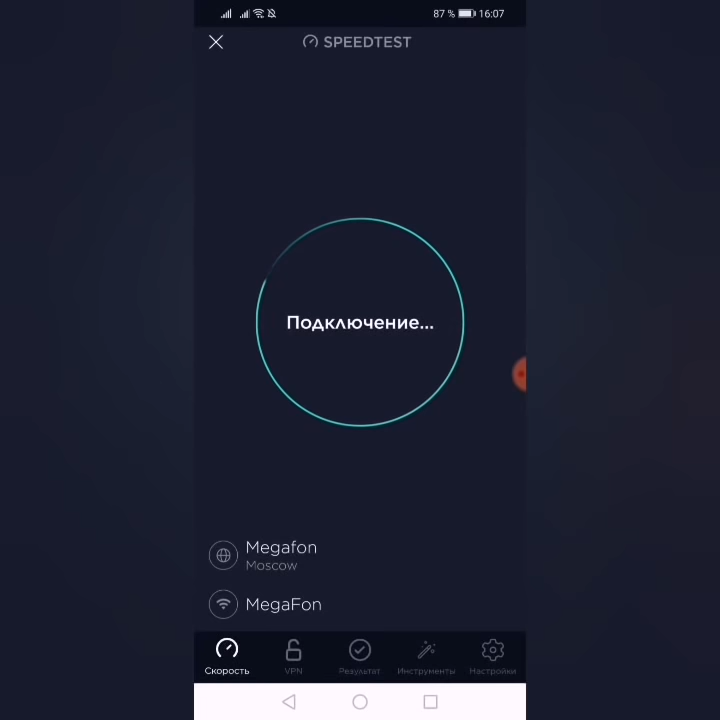 87 % 16:07
SPEEDTEST
Подключение...
Megafon
Moscow
MegaFon
Скорость VPN Результат Инструменты Настройки